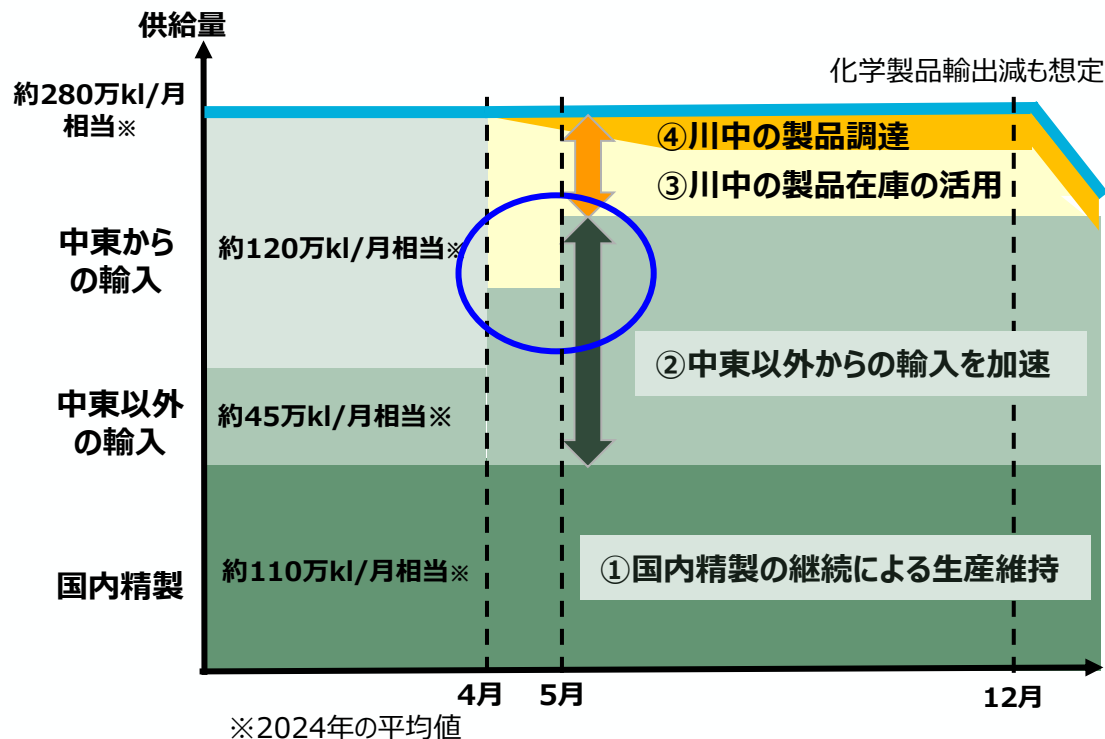 供給量
化学製品輸出減も想定
約280万kl/月
相当※
④川中の製品調達
③川中の製品在庫の活用
中東から
の輸入
約120万kl/月相当※
②中東以外からの輸入を加速
中東以外
の輸入
約45万kl/月相当※
国内精製
約110万kl/月相当※
①国内精製の継続による生産維持
4月
5月
12月
※2024年の平均値